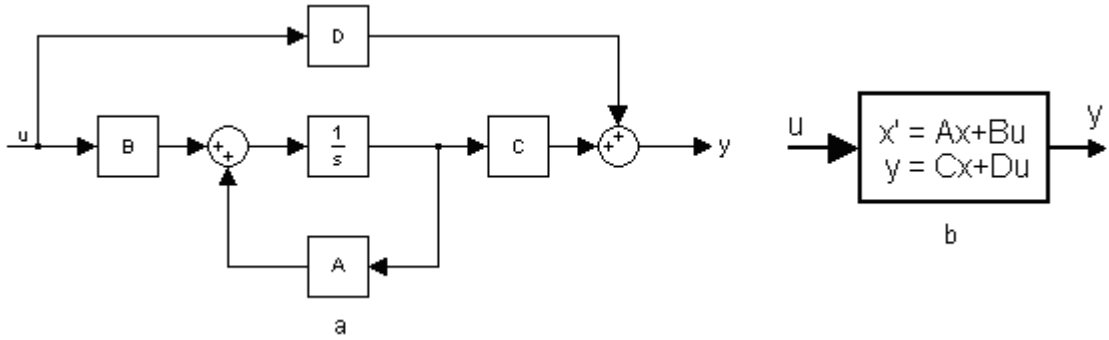 D
u
B
+
+
1
s
C
+
+
y
A
a
u
x' = Ax+Bu
y = Cx+Du
y
b